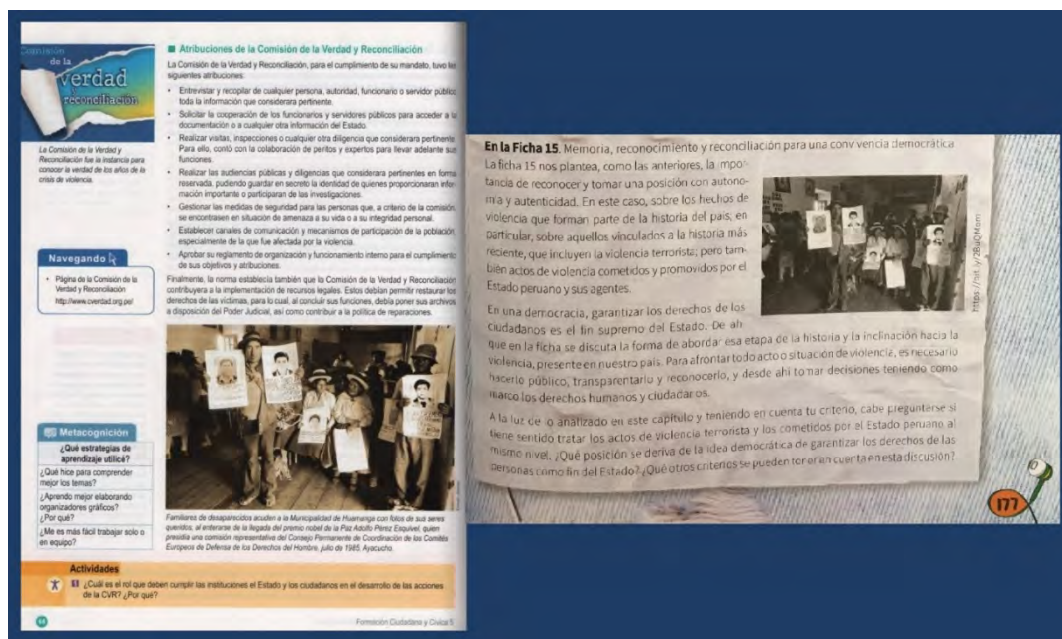 Comisión
de la
verdad
y
reconciliación
La Comisión de la Verdad y
Reconciliación fue la instancia para
conocer la verdad de los años de la
crisis de violencia.
Navegando
• Página de la Comisión de la
Verdad y Reconciliación
http://www.cverdad.org.pe/
Metacognición
¿Qué estrategias de
aprendizaje utilicé?
¿Qué hice para comprender
mejor los temas?
¿Aprendo mejor elaborando
organizadores gráficos?
¿Por qué?
¿Me es más fácil trabajar solo o
en equipo?
Atribuciones de la Comisión de la Verdad y Reconciliación
La Comisión de la Verdad y Reconciliación, para el cumplimiento de su mandato, tuvo las
siguientes atribuciones:
• Entrevistar y recopilar de cualquier persona, autoridad, funcionario o servidor público
toda la información que considerara pertinente.
• Solicitar la cooperación de los funcionarios y servidores públicos para acceder a la
documentación o a cualquier otra información del Estado.
• Realizar visitas, inspecciones o cualquier otra diligencia que considerara pertinente.
Para ello, contó con la colaboración de peritos y expertos para llevar adelante sus
funciones.
• Realizar las audiencias públicas y diligencias que considerara pertinentes en forma
reservada, pudiendo guardar en secreto la identidad de quienes proporcionaran infor-
mación importante o participaran de las investigaciones.
• Gestionar las medidas de seguridad para las personas que, a criterio de la comisión,
se encontrasen en situación de amenaza a su vida o a su integridad personal.
• Establecer canales de comunicación y mecanismos de participación de la población,
especialmente de la que fue afectada por la violencia.
• Aprobar su reglamento de organización y funcionamiento interno para el cumplimiento
de sus objetivos y atribuciones.
Finalmente, la norma establecía también que la Comisión de la Verdad y Reconciliación
contribuyera a la implementación de recursos legales. Estos debían permitir restaurar los
derechos de las víctimas, para lo cual, al concluir sus funciones, debía poner sus archivos
a disposición del Poder Judicial, así como contribuir a la política de reparaciones.
Familiares de desaparecidos acuden a la Municipalidad de Huamanga con fotos de sus seres
queridos, al enterarse de la llegada del premio nobel de la Paz Adolfo Pérez Esquivel, quien
presidía una comisión representativa del Consejo Permanente de Coordinación de los Comités
Europeos de Defensa de los Derechos del Hombre, julio de 1985, Ayacucho.
Actividades
1 ¿Cuál es el rol que deben cumplir las instituciones el Estado y los ciudadanos en el desarrollo de las acciones
de la CVR? ¿Por qué?
Formación Ciudadana y Cívica 5
En la Ficha 15. Memoria, reconocimiento y reconciliación para una convivencia democrática
La ficha 15 nos plantea, como las anteriores, la impo-
tancia de reconocer y tomar una posición con autono-
mía y autenticidad. En este caso, sobre los hechos de
violencia que forman parte de la historia del país; en
particular, sobre aquellos vinculados a la historia más
reciente, que incluyen la violencia terrorista; pero tam-
bién actos de violencia cometidos y promovidos por el
Estado peruano y sus agentes.
En una democracia, garantizar los derechos de los
ciudadanos es el fin supremo del Estado. De ahí
que en la ficha se discuta la forma de abordar esa etapa de la historia y la inclinación hacia la
violencia, presente en nuestro país. Para afrontar todo acto o situación de violencia, es necesario
hacerlo público, transparentarlo y reconocerlo, y desde ahí tomar decisiones teniendo como
marco los derechos humanos y ciudadanos.
A la luz de lo analizado en este capítulo y teniendo en cuenta tu criterio, cabe preguntarse si
tiene sentido tratar los actos de violencia terrorista y los cometidos por el Estado peruano al
mismo nivel. ¿Qué posición se deriva de la idea democrática de garantizar los derechos de las
personas como fin del Estado? ¿Qué otros criterios se pueden tener en cuenta en esta discusión?
177